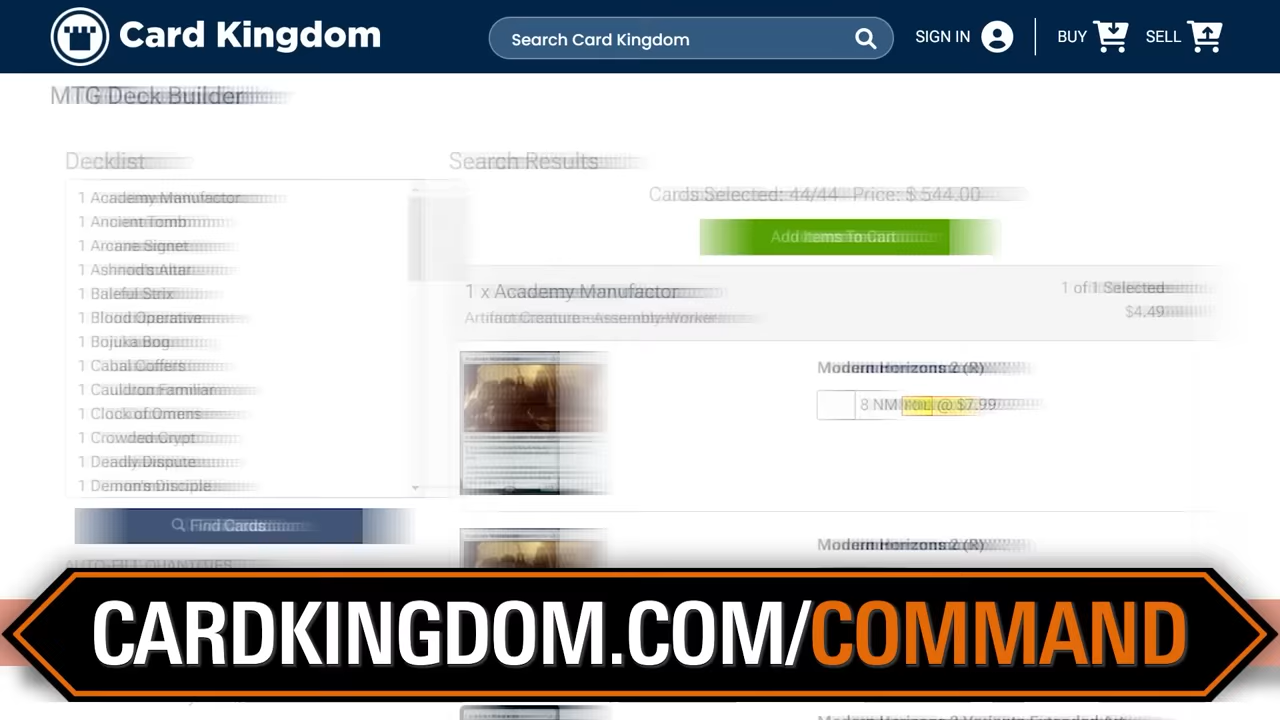 Card Kingdom
Search Card Kingdom
SIGN IN
BUY
SELL
MTG Deck Builder
Decklist
Search Results
Cards Selected: 44/44 Price: $ 544.00
Add Items To Cart
1 Academy Manufactor
1 Ancient Tomb
1 Arcane Signet
1 Ashnod's Altar
1 Baleful Strix
1 Blood Operative
1 Bojuka Bog
1 Cabal Coffers
1 Cauldron Familiar
1 Clock of Omens
1 Crowded Crypt
1 Deadly Dispute
1 Demon's Disciple
Find Cards
AUTO-FILL QUANTITIES
1 x Academy Manufactor
1 of 1 Selected
Artifact Creature - Assembly-Worker
$4.49
Modern Horizons 2 (R)
8 NM @ $7.99
Modern Horizons 2 (R)
CARDKINGDOM.COM/COMMAND